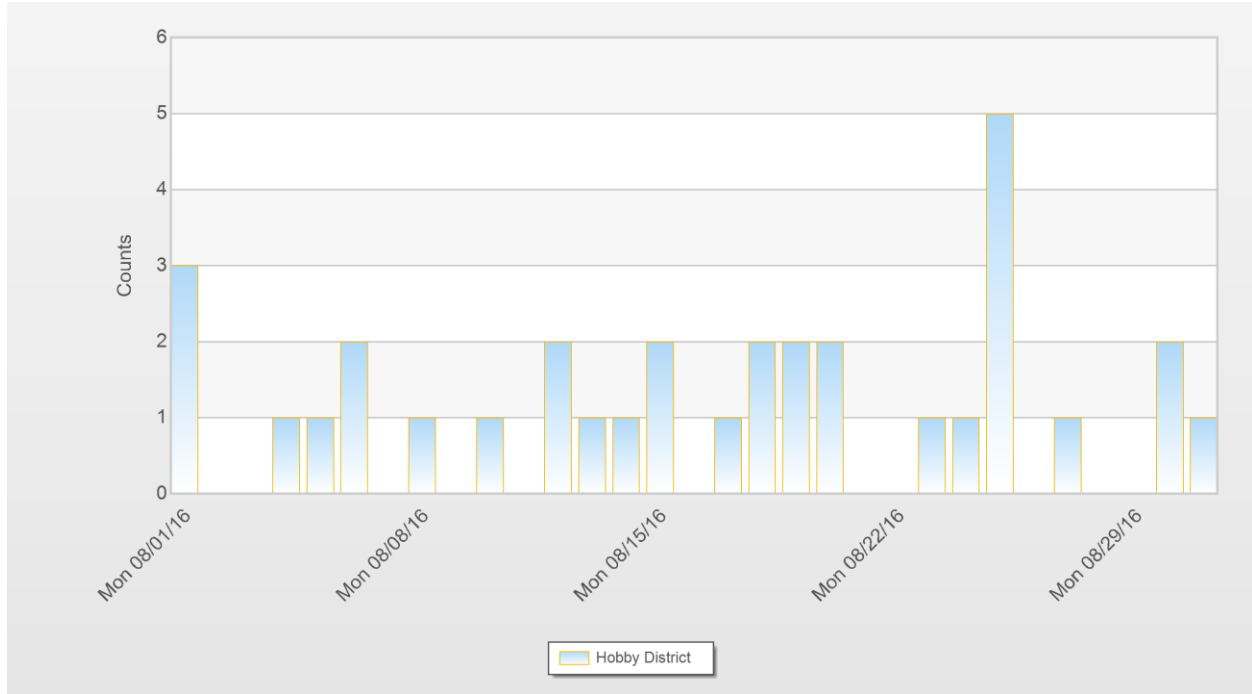 6
5
4
3
2
1
0
Counts
Mon 08/01/16
Mon 08/08/16
Mon 08/15/16
Mon 08/22/16
Mon 08/29/16
Hobby District